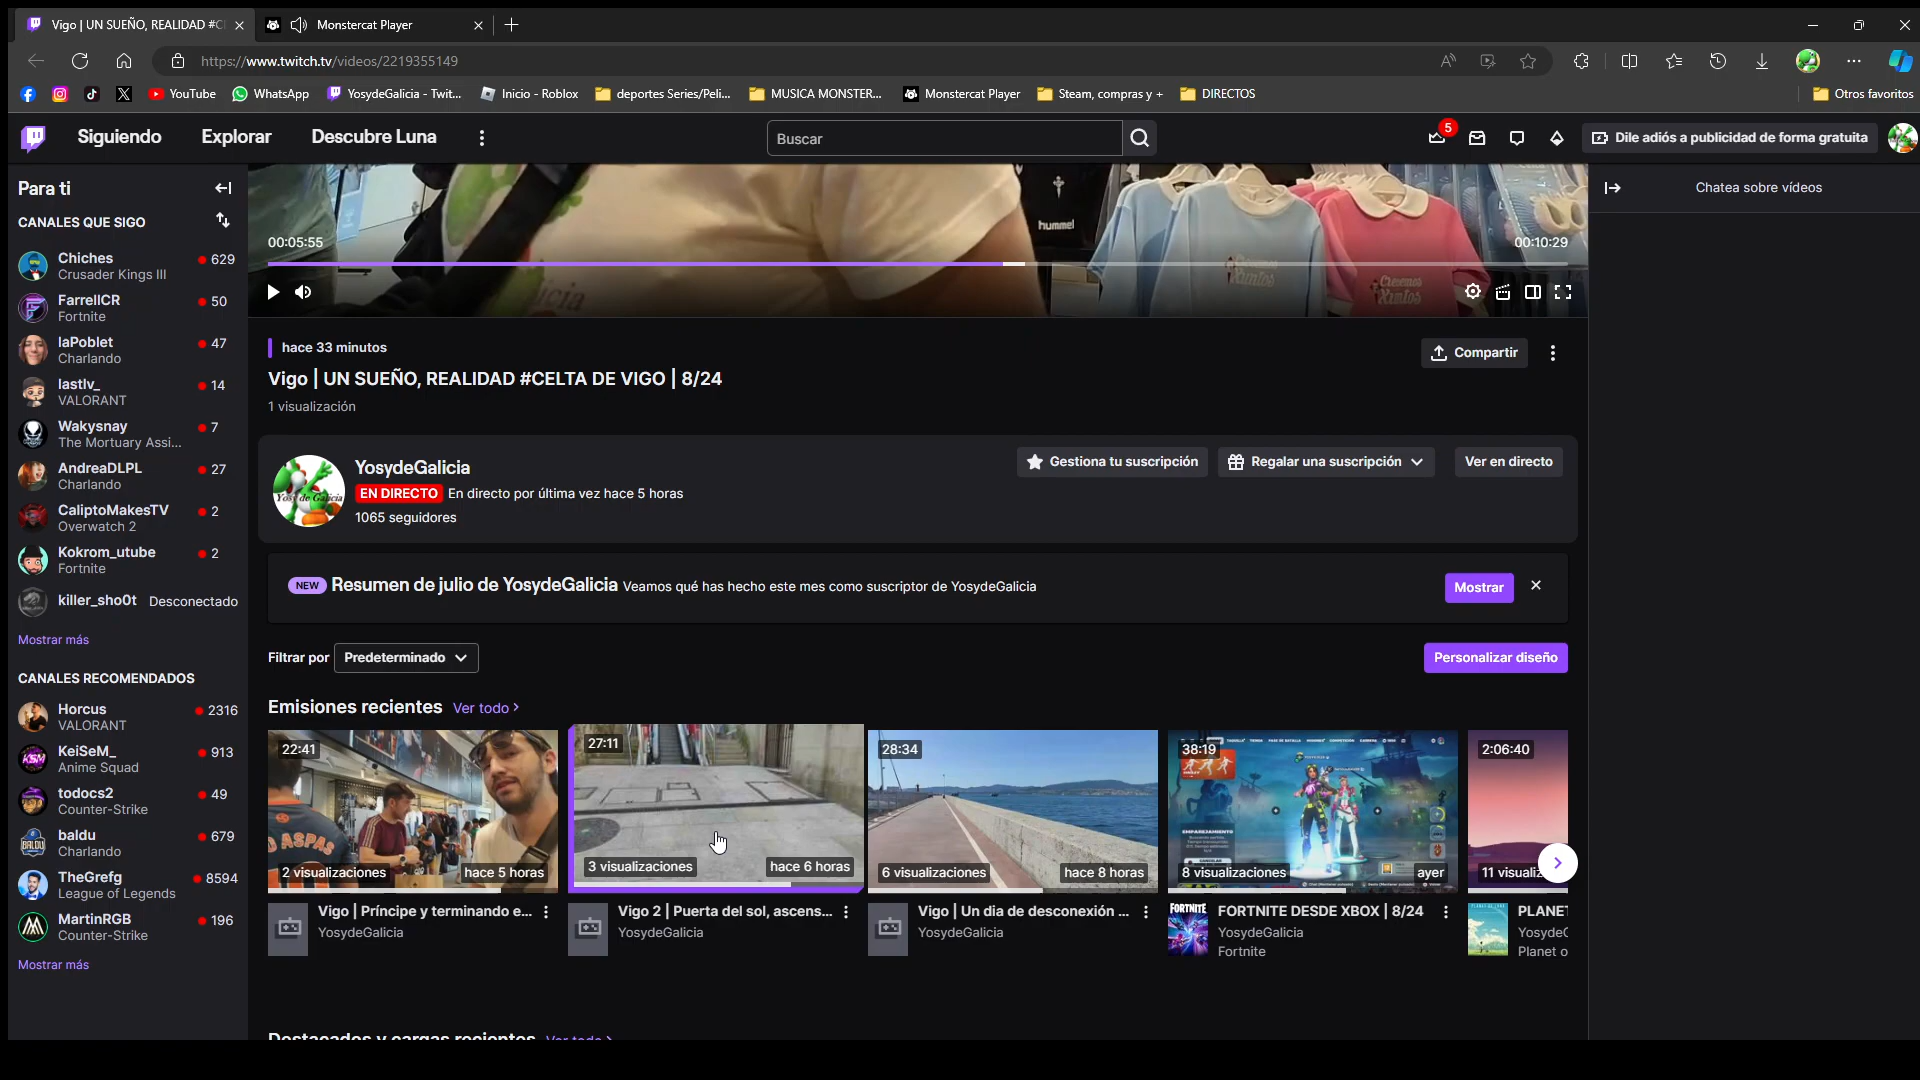 Vigo | UN SUEÑO, REALIDAD #C
Monstercat Player
https://www.twitch.tv/videos/2219355149
YouTube
WhatsApp
YosydeGalicia - Twit...
Inicio - Roblox
deportes Series/Peli...
MUSICA MONSTER...
Monstercat Player
Steam, compras y +
DIRECTOS
Otros favoritos
Siguiendo
Explorar
Descubre Luna
Buscar
5
Dile adiós a publicidad de forma gratuita
Para ti
CANALES QUE SIGO
Chiches
629
Crusader Kings III
FarrellCR
50
Fortnite
laPoblet
47
Charlando
lastlv_
14
VALORANT
Wakysnay
7
The Mortuary Assi...
AndreaDLPL
27
Charlando
CaliptoMakesTV
2
Overwatch 2
Kokrom_utube
2
Fortnite
killer_sho0t
Desconectado
Mostrar más
CANALES RECOMENDADOS
Horcus
2316
VALORANT
KeiSeM_
913
Anime Squad
todocs2
49
Counter-Strike
baldu
679
Charlando
TheGrefg
8594
League of Legends
MartinRGB
196
Counter-Strike
Mostrar más
hummel
00:05:55
00:10:29
hace 33 minutos
Vigo | UN SUEÑO, REALIDAD #CELTA DE VIGO | 8/24
1 visualización
Compartir
YosydeGalicia
EN DIRECTO
En directo por última vez hace 5 horas
1065 seguidores
Gestiona tu suscripción
Regalar una suscripción
Ver en directo
NEW
Resumen de julio de YosydeGalicia
Veamos qué has hecho este mes como suscriptor de YosydeGalicia
Mostrar
Filtrar por
Predeterminado
Personalizar diseño
Emisiones recientes
Ver todo
22:41
2 visualizaciones
hace 5 horas
Vigo | Príncipe y terminando e...
YosydeGalicia
27:11
3 visualizaciones
hace 6 horas
Vigo 2 | Puerta del sol, ascens...
YosydeGalicia
28:34
6 visualizaciones
hace 8 horas
Vigo | Un dia de desconexión ...
YosydeGalicia
38:19
8 visualizaciones
ayer
FORTNITE DESDE XBOX | 8/24
YosydeGalicia
Fortnite
2:06:40
11 visualiz
PLANET
YosydeG
Planet o
Destacados y cargas recientes
Ver todo
Chatea sobre vídeos